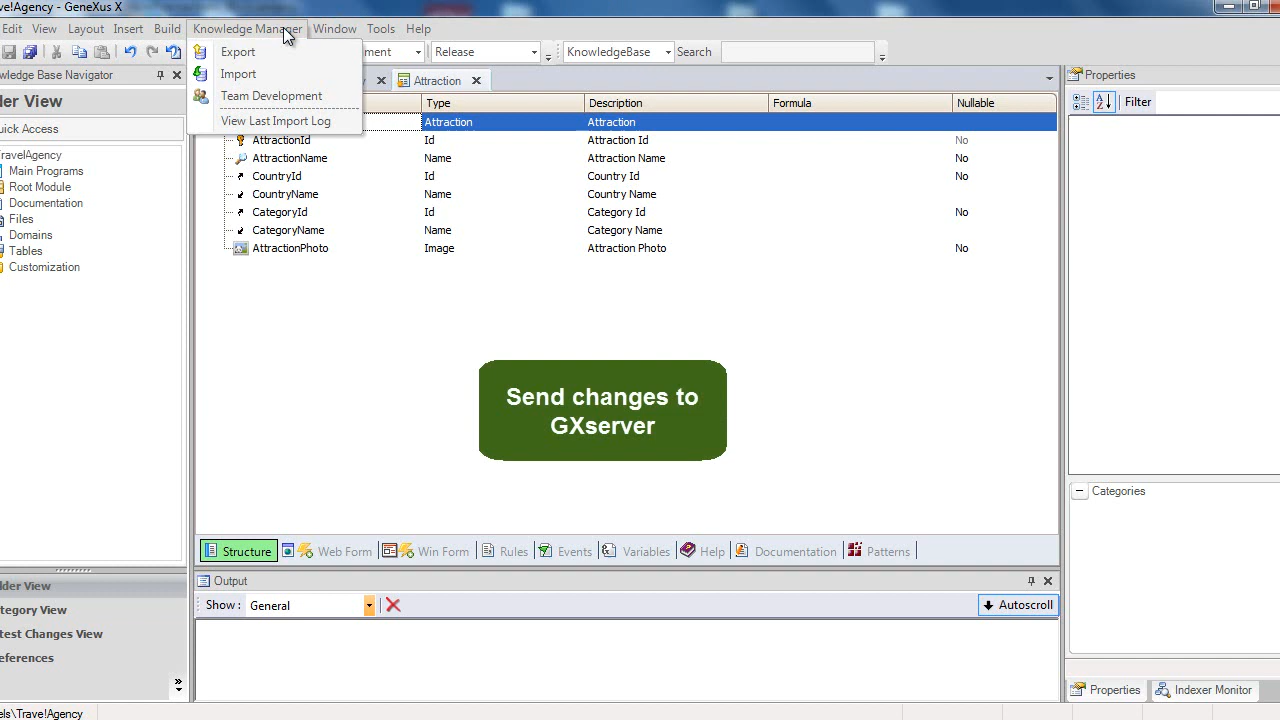 ve!Agency - GeneXus X
Edit View Layout Insert Build Knowledge Manager Window Tools Help
ment Release KnowledgeBase Search
Export
Import
Team Development
View Last Import Log
wledge Base Navigator
lder View
uick Access
ravelAgency
Main Programs
Root Module
Documentation
Files
Domains
Tables
Customization
lder View
tegory View
test Changes View
eferences
Attraction
Type Description Formula Nullable
Attraction Attraction
AttractionId Id Attraction Id No
AttractionName Name Attraction Name No
CountryId Id Country Id No
CountryName Name Country Name
CategoryId Id Category Id No
CategoryName Name Category Name
AttractionPhoto Image Attraction Photo No
Send changes to
GXserver
Structure Web Form Win Form Rules Events Variables Help Documentation Patterns
Output
Show : General Autoscroll
Properties
Filter
Categories
Properties Indexer Monitor
els\Trave!Agency